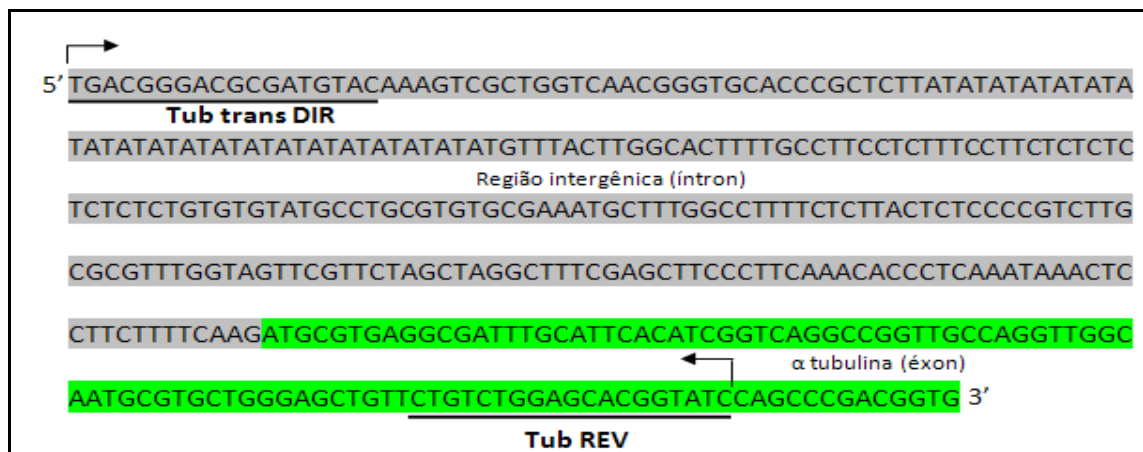 5’ TGACGGGACGCGATGTACAAAGTCGCTGGTCAACGGGTGCACCCGCTCTTATATATATATATA
Tub trans DIR
TATATATATATATATATATATATATATATGTTTACTTGGCACTTTTGCCTTCCTCTTTCCTTCTCTCTC
Região intergênica (íntron)
TCTCTCTGTGTGTATGCCTGCGTGTGCGAAATGCTTTGGCCTTTTCTCTTACTCTCCCCGTCTTG
CGCGTTTGGTAGTTCGTTCTAGCTAGGCTTTCGAGCTTCCCTTCAAACACCCTCAAATAAACTC
CTTCTTTTCAAGATGCGTGAGGCGATTTGCATTCACATCGGTCAGGCCGGTTGCCAGGTTGGC
α tubulina (éxon)
AATGCGTGCTGGGAGCTGTTCTGTCTGGAGCACGGTATCCAGCCCGACGGTG 3’
Tub REV